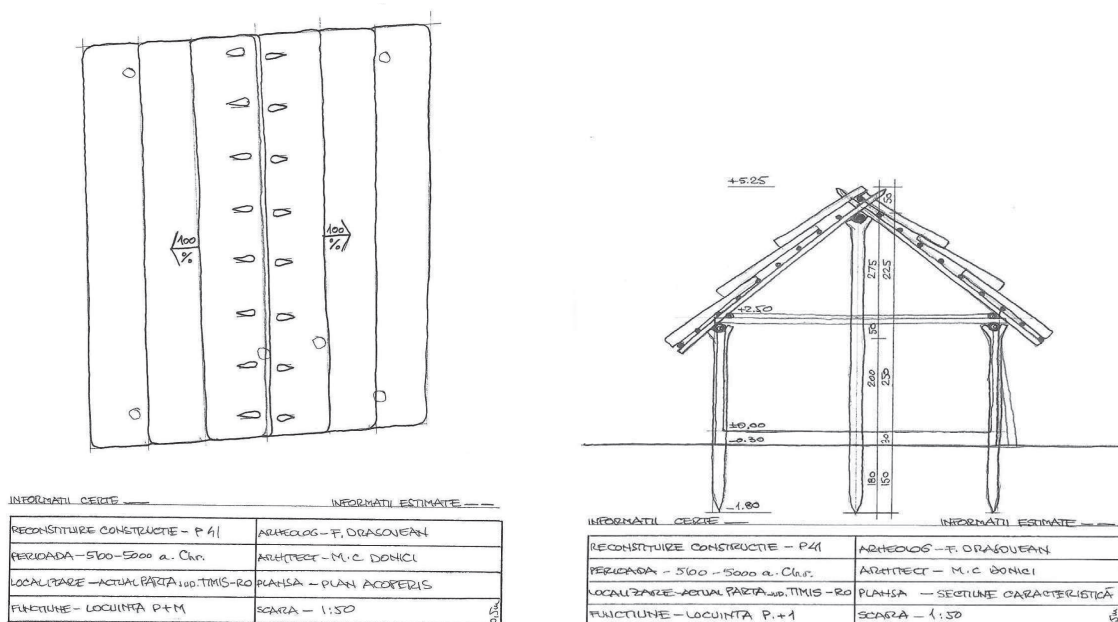 100
%
100
%
INFORMATII CERTE
INFORMATII ESTIMATE
RECONSTITUIRE CONSTRUCTIE - P41
ARHEOLOG - F. DRASOVEAN
PERIOADA - 5100-5000 a. Chr.
ARHITECT - M.C DONICI
LOCALIZARE - ACTUAL PARTA JUD. TIMIS - RO
PLANSA - PLAN ACOPERIS
FUNCTIUNE - LOCUINTA P+M
SCARA - 1:50
+5.25
50
275
225
+2.50
50
200
250
±0,00
-0.30
30
180
150
-1.80
INFORMATII CERTE
INFORMATII ESTIMATE
RECONSTITUIRE CONSTRUCTIE - P41
ARHEOLOG - F. DRASOVEAN
PERIOADA - 5100 - 5000 a. Chr.
ARHITECT - M.C DONICI
LOCALIZARE - ACTUAL PARTA JUD. TIMIS - RO
PLANSA - SECTIUNE CARACTERISTICĂ
FUNCTIUNE - LOCUINTA P.+1
SCARA - 1:50